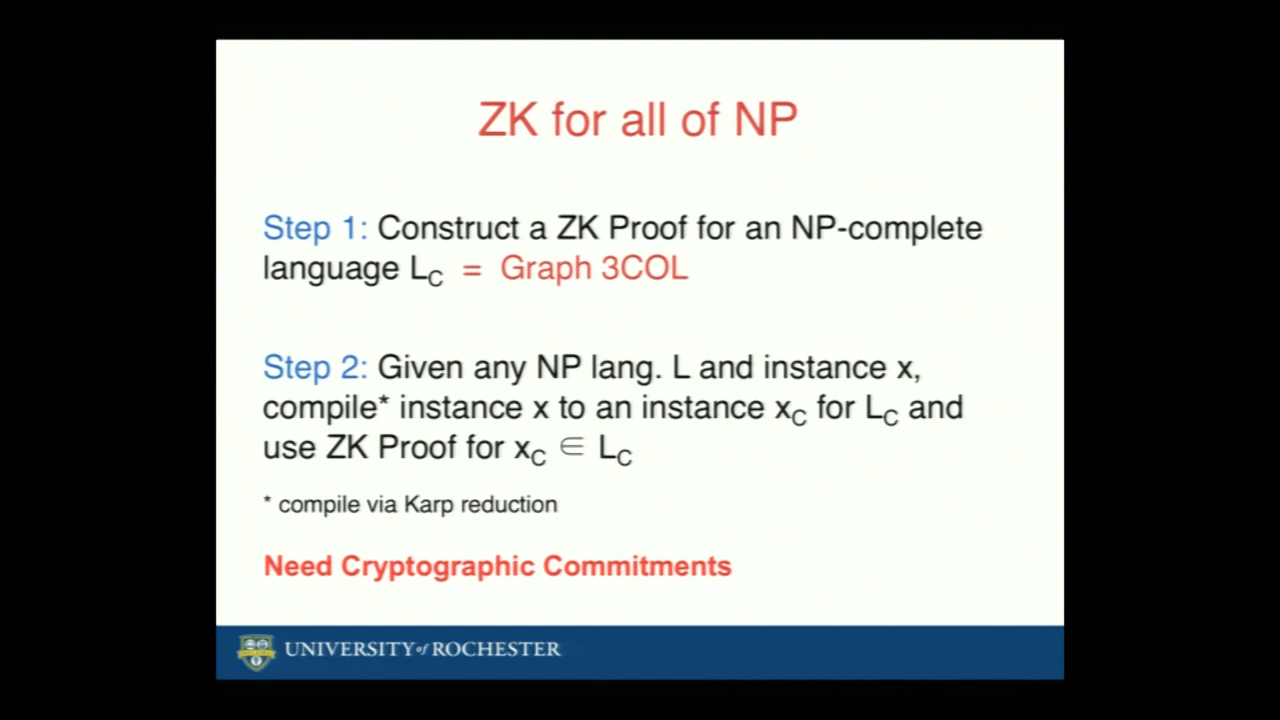 ZK for all of NP
Step 1: Construct a ZK Proof for an NP-complete
language L_C = Graph 3COL
Step 2: Given any NP lang. L and instance x,
compile* instance x to an instance x_C for L_C and
use ZK Proof for x_C ∈ L_C
* compile via Karp reduction
Need Cryptographic Commitments
UNIVERSITY of ROCHESTER